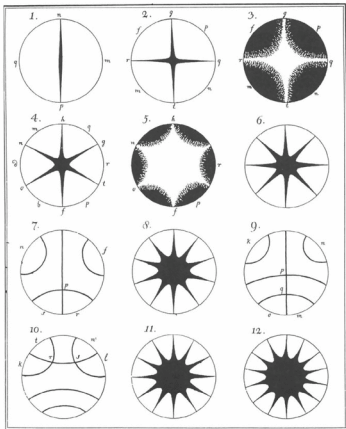 1. 2. 3.
n
f p f p
q m r r
m n n
p t t
4. 5. 6.
h h
m q
n g n
r r
e t e
b f p f p
7. 8. 9.
n f k n
p p
q
s r e m
10. 11. 12.
t w
k r s l